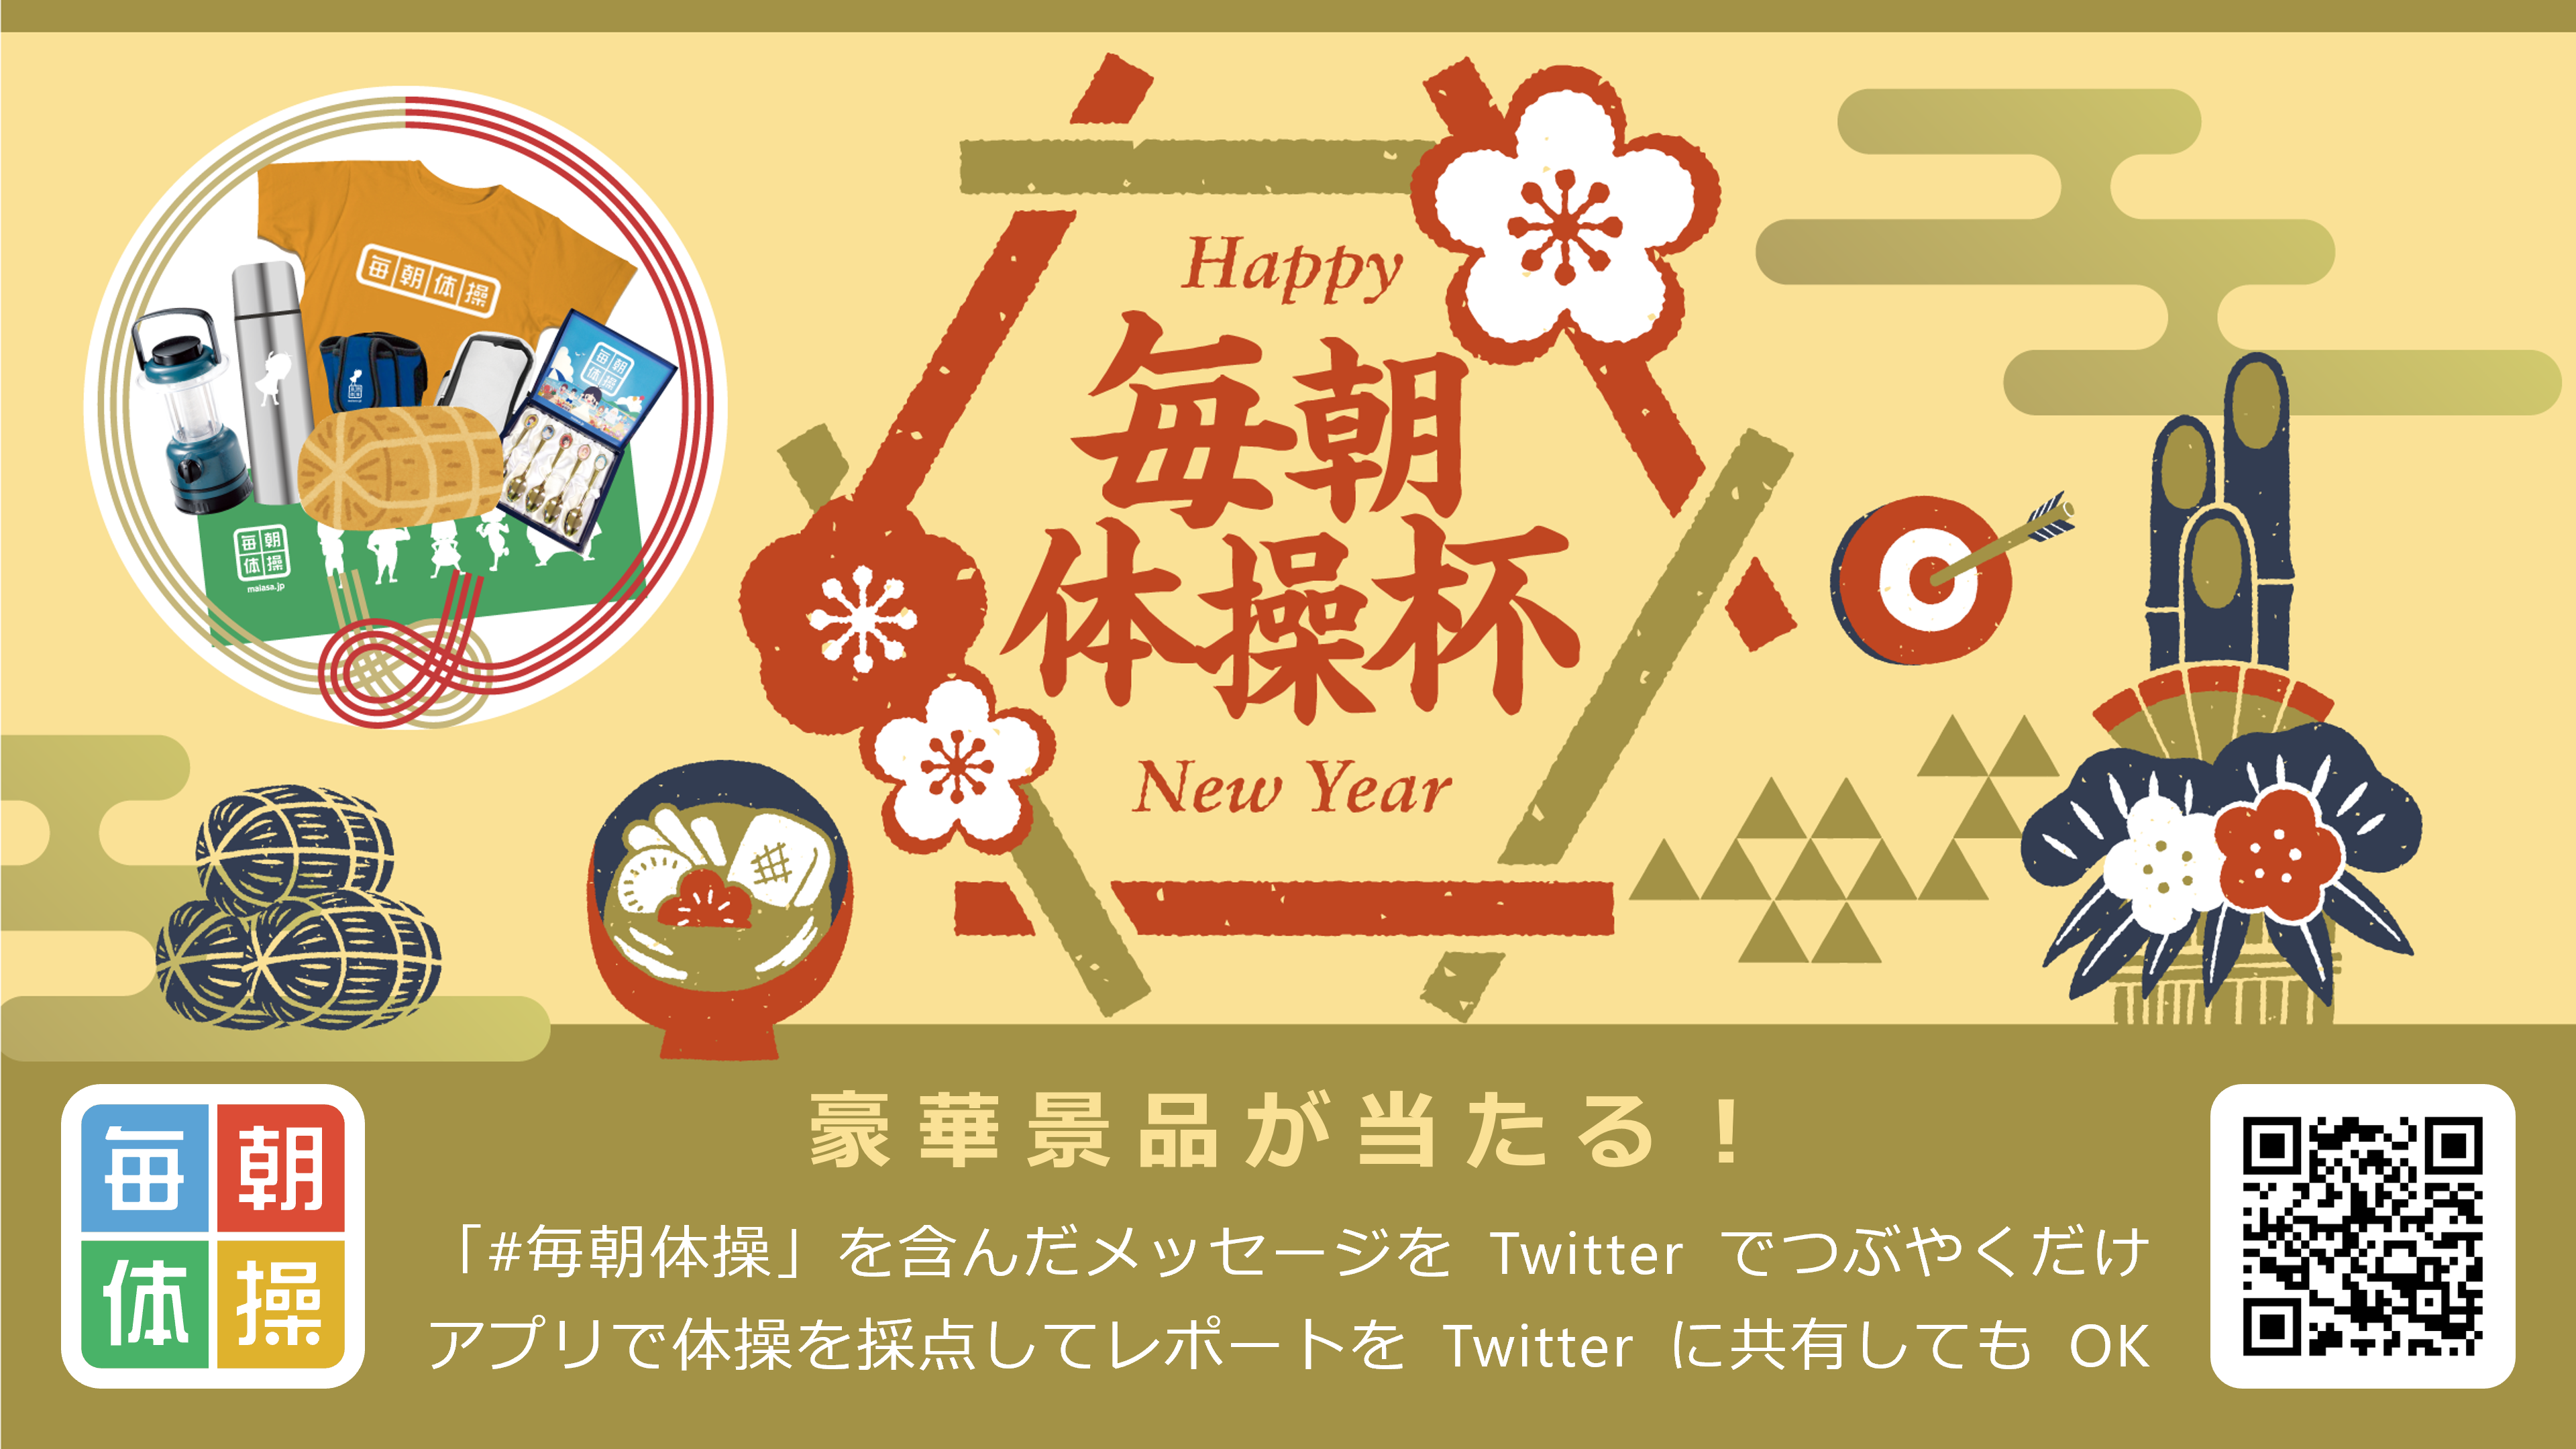 Happy
毎朝
体操杯
New Year
毎朝体操
毎朝
体操
毎朝
体操
maiasa.jp
豪華景品が当たる！
「#毎朝体操」を含んだメッセージを Twitter でつぶやくだけ
アプリで体操を採点してレポートを Twitter に共有しても OK
毎朝
体操